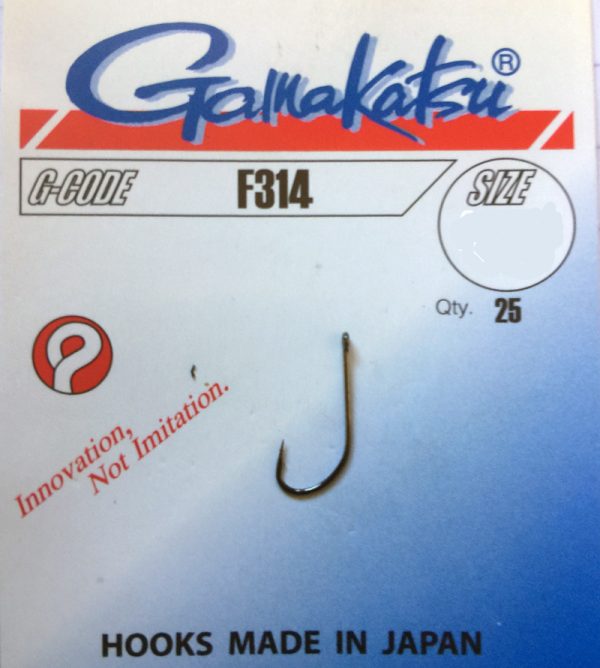 Gamakatsu®
G-CODE F314 SIZE
Qty. 25
Innovation,
Not Imitation.
HOOKS MADE IN JAPAN